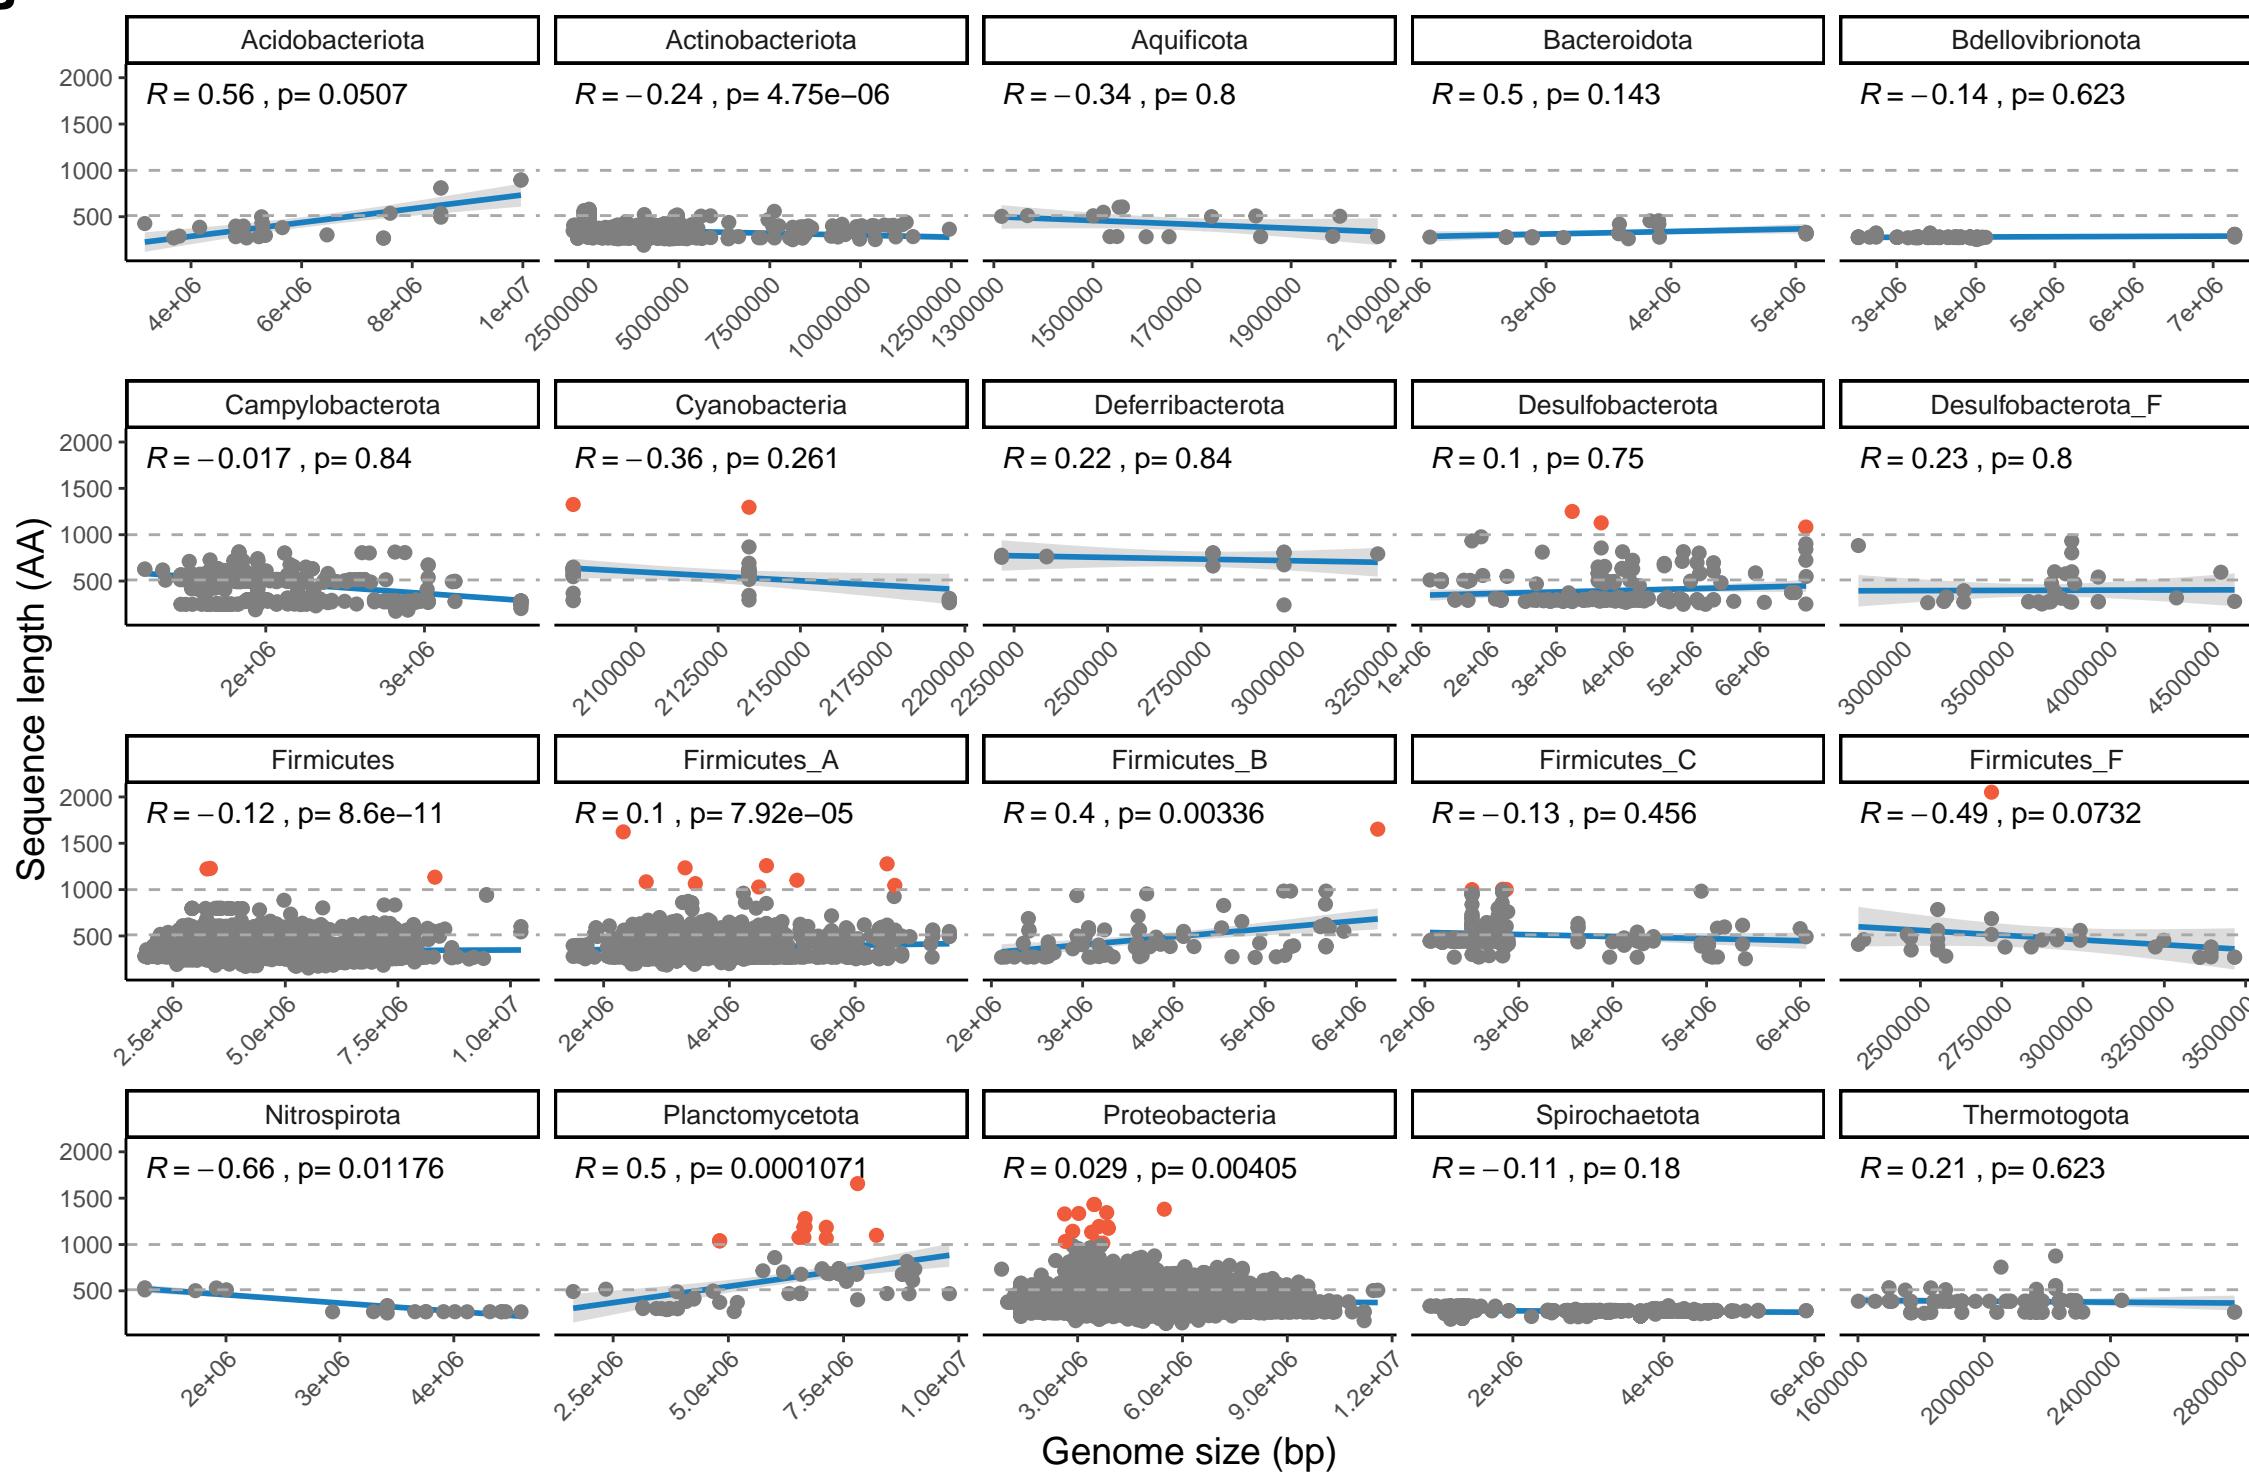 Acidobacteriota Actinobacteriota Aquificota Bacteroidota Bdellovibrionota
R = 0.56 , p= 0.0507 R = −0.24 , p= 4.75e−06 R = −0.34 , p= 0.8 R = 0.5 , p= 0.143 R = −0.14 , p= 0.623
2000
1500
1000
500
4e+06 6e+06 8e+06 1e+07 2500000 5000000 7500000 10000000 12500000 1300000 1500000 1700000 1900000 2100000 2e+06 3e+06 4e+06 5e+06 3e+06 4e+06 5e+06 6e+06 7e+06
Campylobacterota Cyanobacteria Deferribacterota Desulfobacterota Desulfobacterota_F
R = −0.017 , p= 0.84 R = −0.36 , p= 0.261 R = 0.22 , p= 0.84 R = 0.1 , p= 0.75 R = 0.23 , p= 0.8
2000
1500
1000
500
2e+06 3e+06 2100000 2125000 2150000 2175000 2200000 2250000 2500000 2750000 3000000 3250000 1e+06 2e+06 3e+06 4e+06 5e+06 6e+06 3000000 3500000 4000000 4500000
Sequence length (AA)
Firmicutes Firmicutes_A Firmicutes_B Firmicutes_C Firmicutes_F
R = −0.12 , p= 8.6e−11 R = 0.1 , p= 7.92e−05 R = 0.4 , p= 0.00336 R = −0.13 , p= 0.456 R = −0.49 , p= 0.0732
2000
1500
1000
500
2.5e+06 5.0e+06 7.5e+06 1.0e+07 2e+06 4e+06 6e+06 2e+06 3e+06 4e+06 5e+06 6e+06 2e+06 3e+06 4e+06 5e+06 6e+06 2500000 2750000 3000000 3250000 3500000
Nitrospirota Planctomycetota Proteobacteria Spirochaetota Thermotogota
R = −0.66 , p= 0.01176 R = 0.5 , p= 0.0001071 R = 0.029 , p= 0.00405 R = −0.11 , p= 0.18 R = 0.21 , p= 0.623
2000
1500
1000
500
2e+06 3e+06 4e+06 2.5e+06 5.0e+06 7.5e+06 1.0e+07 3.0e+06 6.0e+06 9.0e+06 1.2e+07 2e+06 4e+06 6e+06 1600000 2000000 2400000 2800000
Genome size (bp)